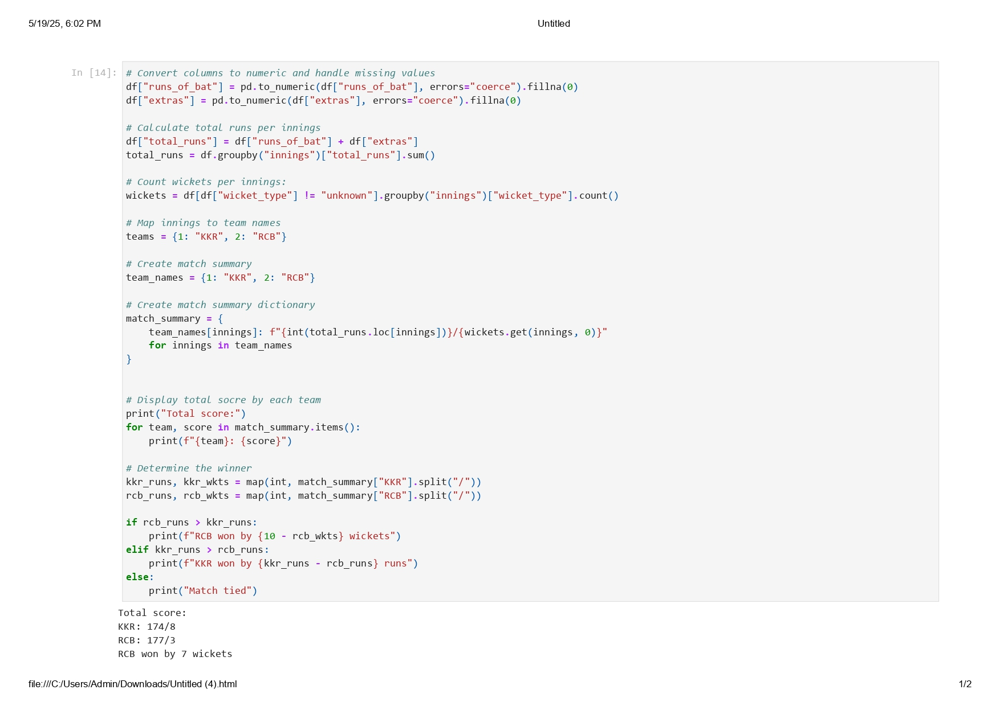 5/19/25, 6:02 PM Untitled
In [14]:
# Convert columns to numeric and handle missing values
df["runs_of_bat"] = pd.to_numeric(df["runs_of_bat"], errors="coerce").fillna(0)
df["extras"] = pd.to_numeric(df["extras"], errors="coerce").fillna(0)

# Calculate total runs per innings
df["total_runs"] = df["runs_of_bat"] + df["extras"]
total_runs = df.groupby("innings")["total_runs"].sum()

# Count wickets per innings:
wickets = df[df["wicket_type"] != "unknown"].groupby("innings")["wicket_type"].count()

# Map innings to team names
teams = {1: "KKR", 2: "RCB"}

# Create match summary
team_names = {1: "KKR", 2: "RCB"}

# Create match summary dictionary
match_summary = {
    team_names[innings]: f"{int(total_runs.loc[innings])}/{wickets.get(innings, 0)}"
    for innings in team_names
}

# Display total socre by each team
print("Total score:")
for team, score in match_summary.items():
    print(f"{team}: {score}")

# Determine the winner
kkr_runs, kkr_wkts = map(int, match_summary["KKR"].split("/"))
rcb_runs, rcb_wkts = map(int, match_summary["RCB"].split("/"))

if rcb_runs > kkr_runs:
    print(f"RCB won by {10 - rcb_wkts} wickets")
elif kkr_runs > rcb_runs:
    print(f"KKR won by {kkr_runs - rcb_runs} runs")
else:
    print("Match tied")
Total score:
KKR: 174/8
RCB: 177/3
RCB won by 7 wickets
file:///C:/Users/Admin/Downloads/Untitled (4).html 1/2